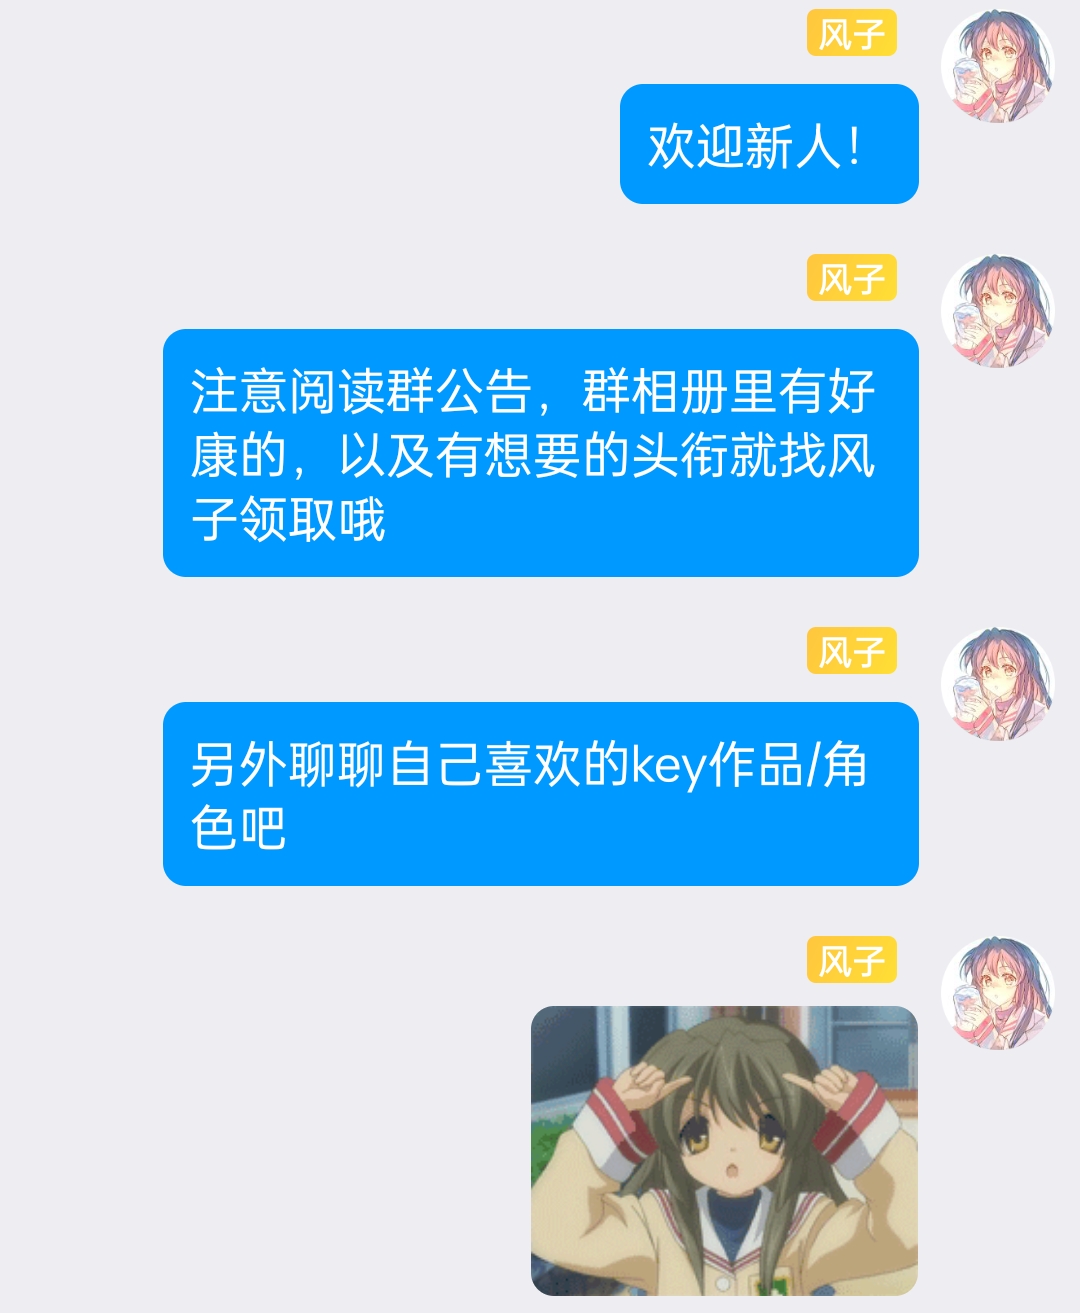 风子
欢迎新人！
风子
注意阅读群公告，群相册里有好
康的，以及有想要的头衔就找风
子领取哦
风子
另外聊聊自己喜欢的key作品/角
色吧
风子